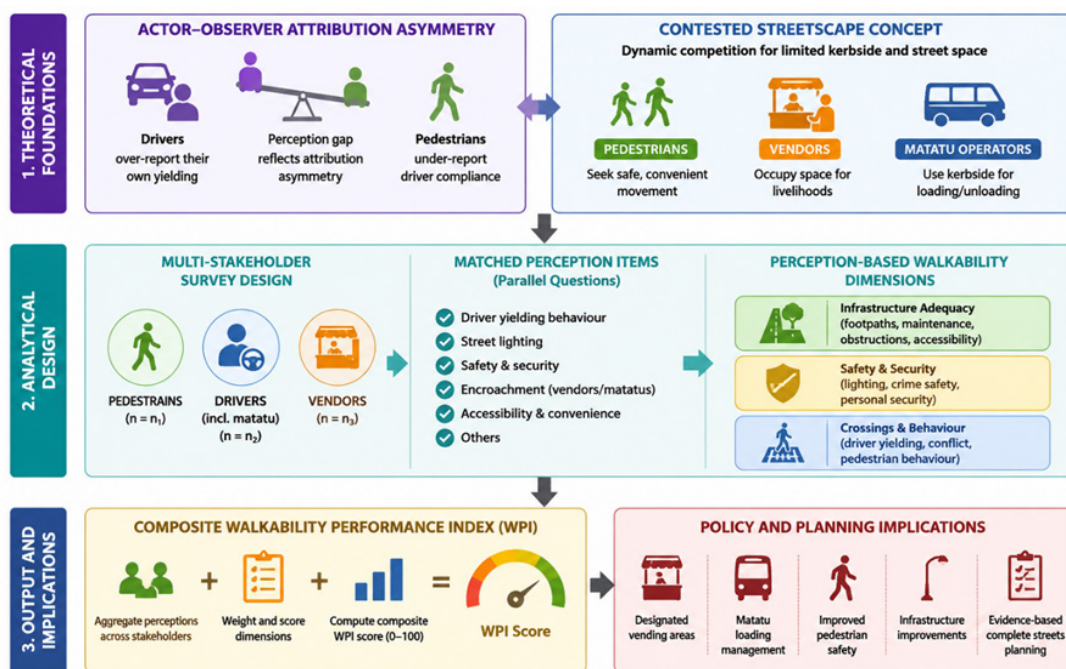 1. THEORETICAL
FOUNDATIONS
ACTOR–OBSERVER ATTRIBUTION ASYMMETRY
Drivers
over-report their
own yielding
Perception gap
reflects attribution
asymmetry
Pedestrians
under-report
driver compliance
CONTESTED STREETSCAPE CONCEPT
Dynamic competition for limited kerbside and street space
PEDESTRIANS
Seek safe, convenient
movement
VENDORS
Occupy space for
livelihoods
MATATU OPERATORS
Use kerbside for
loading/unloading
2. ANALYTICAL
DESIGN
MULTI-STAKEHOLDER
SURVEY DESIGN
PEDESTRAINS
(n = n₁)
DRIVERS
(incl. matatu)
(n = n₂)
VENDORS
(n = n₃)
MATCHED PERCEPTION ITEMS
(Parallel Questions)
Driver yielding behaviour
Street lighting
Safety & security
Encroachment (vendors/matatus)
Accessibility & convenience
Others
PERCEPTION-BASED WALKABILITY
DIMENSIONS
Infrastructure Adequacy
(footpaths, maintenance,
obstructions, accessibility)
Safety & Security
(lighting, crime safety,
personal security)
Crossings & Behaviour
(driver yielding, conflict,
pedestrian behaviour)
3. OUTPUT AND
IMPLICATIONS
COMPOSITE WALKABILITY PERFORMANCE INDEX (WPI)
Aggregate perceptions
across stakeholders
+
Weight and score
dimensions
+
Compute composite
WPI score (0–100)
=
WPI Score
POLICY AND PLANNING IMPLICATIONS
Designated
vending areas
Matatu
loading
management
Improved
pedestrian
safety
Infrastructure
improvements
Evidence-based
complete streets
planning